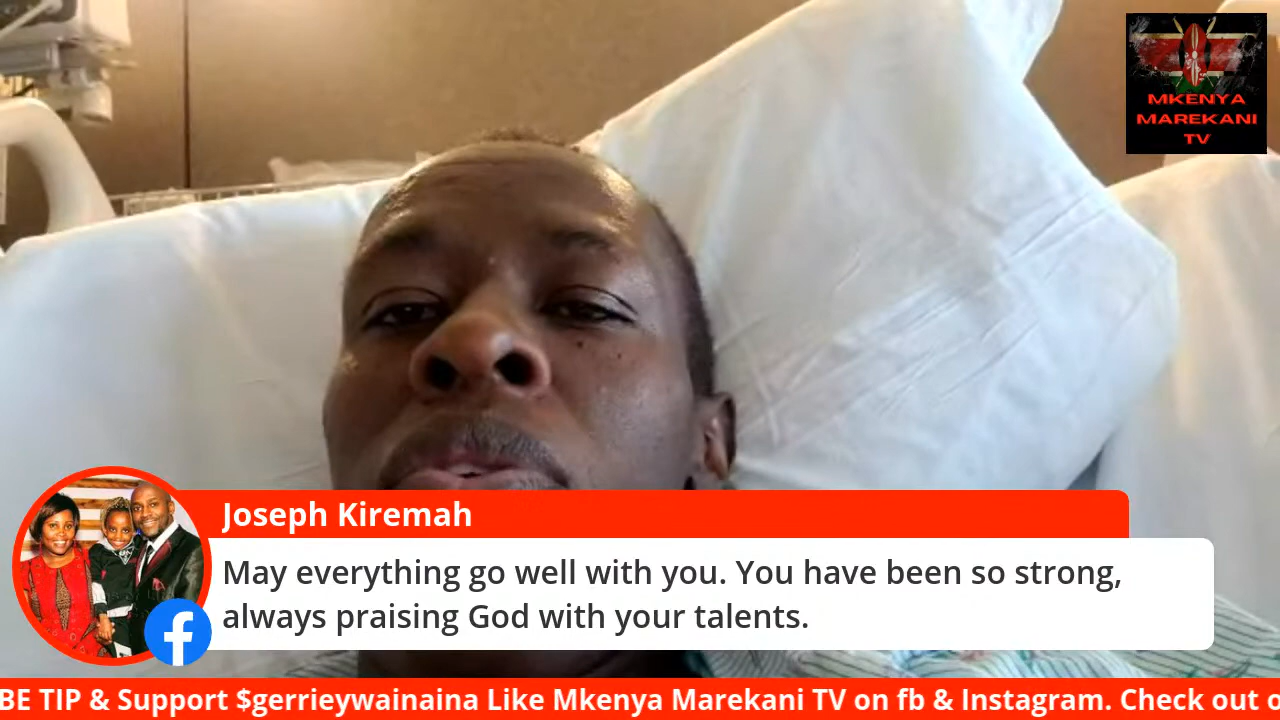 MKENYA
MAREKANI
TV
Joseph Kiremah
May everything go well with you. You have been so strong,
always praising God with your talents.
BE TIP & Support $gerrieywainaina Like Mkenya Marekani TV on fb & Instagram. Check out